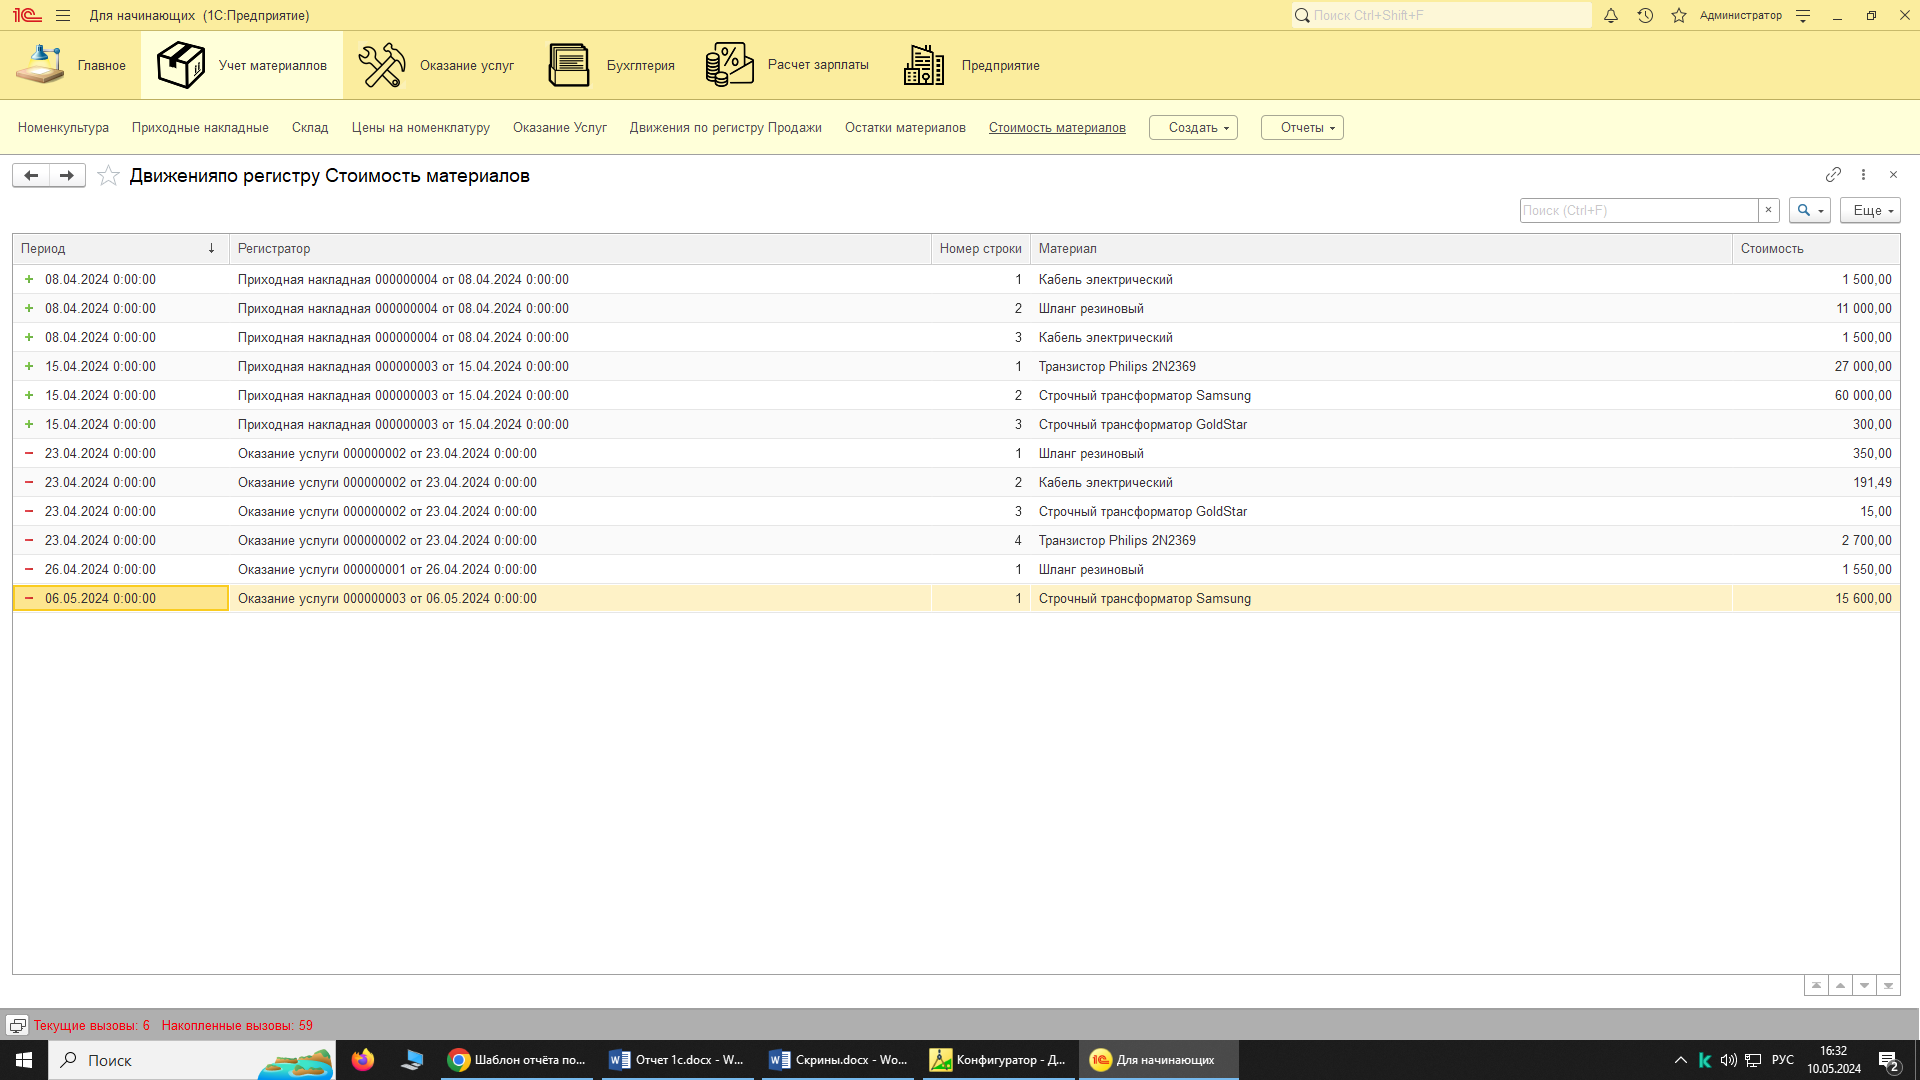 1С Для начинающих (1С:Предприятие) Поиск Ctrl+Shift+F Администратор
Главное Учет материаллов Оказание услуг Бухглтерия Расчет зарплаты Предприятие
Номенкультура Приходные накладные Склад Цены на номенклатуру Оказание Услуг Движения по регистру Продажи Остатки материалов Стоимость материалов Создать Отчеты
Движенияпо регистру Стоимость материалов
Поиск (Ctrl+F) × Еще
Период ↓ Регистратор Номер строки Материал Стоимость
+ 08.04.2024 0:00:00 Приходная накладная 000000004 от 08.04.2024 0:00:00 1 Кабель электрический 1 500,00
+ 08.04.2024 0:00:00 Приходная накладная 000000004 от 08.04.2024 0:00:00 2 Шланг резиновый 11 000,00
+ 08.04.2024 0:00:00 Приходная накладная 000000004 от 08.04.2024 0:00:00 3 Кабель электрический 1 500,00
+ 15.04.2024 0:00:00 Приходная накладная 000000003 от 15.04.2024 0:00:00 1 Транзистор Philips 2N2369 27 000,00
+ 15.04.2024 0:00:00 Приходная накладная 000000003 от 15.04.2024 0:00:00 2 Строчный трансформатор Samsung 60 000,00
+ 15.04.2024 0:00:00 Приходная накладная 000000003 от 15.04.2024 0:00:00 3 Строчный трансформатор GoldStar 300,00
− 23.04.2024 0:00:00 Оказание услуги 000000002 от 23.04.2024 0:00:00 1 Шланг резиновый 350,00
− 23.04.2024 0:00:00 Оказание услуги 000000002 от 23.04.2024 0:00:00 2 Кабель электрический 191,49
− 23.04.2024 0:00:00 Оказание услуги 000000002 от 23.04.2024 0:00:00 3 Строчный трансформатор GoldStar 15,00
− 23.04.2024 0:00:00 Оказание услуги 000000002 от 23.04.2024 0:00:00 4 Транзистор Philips 2N2369 2 700,00
− 26.04.2024 0:00:00 Оказание услуги 000000001 от 26.04.2024 0:00:00 1 Шланг резиновый 1 550,00
− 06.05.2024 0:00:00 Оказание услуги 000000003 от 06.05.2024 0:00:00 1 Строчный трансформатор Samsung 15 600,00
Текущие вызовы: 6 Накопленные вызовы: 59
Поиск Шаблон отчёта по... Отчет 1с.docx - W... Скрины.docx - Wo... Конфигуратор - Д... Для начинающих РУС 16:32
10.05.2024 2